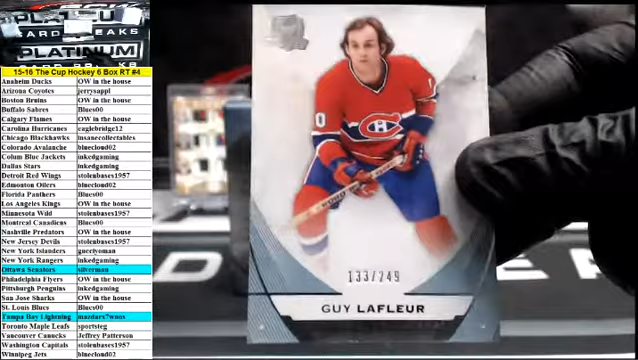 PLATINUM
CARD BREAKS
PLATINUM
15-16 The Cup Hockey 6 Box RT #4
Anaheim Ducks OW in the house
Arizona Coyotes jerrysappl
Boston Bruins OW in the house
Buffalo Sabres Blues00
Calgary Flames OW in the house
Carolina Hurricanes eaglebridge12
Chicago Blackhawks insanecollectables
Colorado Avalanche bluecloud02
Colum Blue Jackets inkedgaming
Dallas Stars inkedgaming
Detroit Red Wings stolenbases1957
Edmonton Oilers bluecloud02
Florida Panthers Blues00
Los Angeles Kings OW in the house
Minnesota Wild stolenbases1957
Montreal Canadiens Blues00
Nashville Predators OW in the house
New Jersey Devils stolenbases1957
New York Islanders gucciyoman
New York Rangers inkedgaming
Ottawa Senators silverman
Philadelphia Flyers OW in the house
Pittsburgh Penguins inkedgaming
San Jose Sharks OW in the house
St. Louis Blues Blues00
Tampa Bay Lightning
Toronto Maple Leafs sportsteg
Vancouver Canucks Jeffrey Patterson
Washington Capitals stolenbases1957
Winnipeg Jets bluecloud02
10
133/249
GUY LAFLEUR